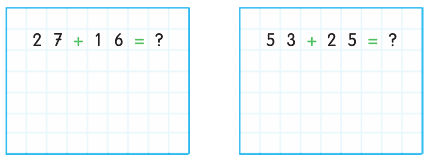 27 + 16 = ?
53 + 25 = ?